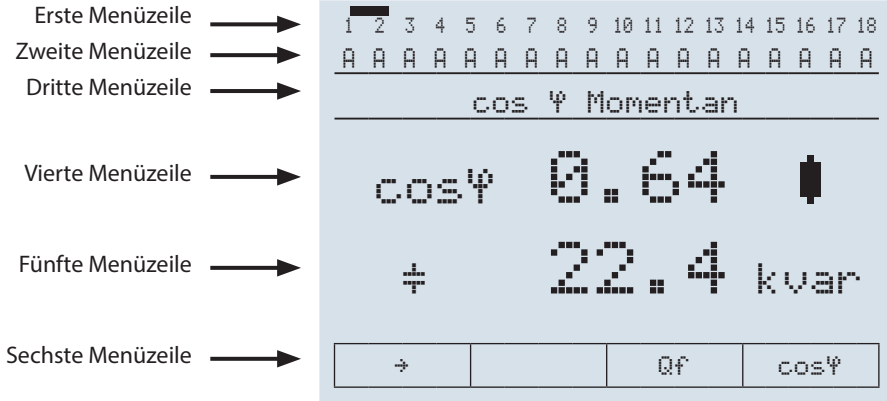 Erste Menüzeile 1 2 3 4 5 6 7 8 9 10 11 12 13 14 15 16 17 18
Zweite Menüzeile A A A A A A A A A A A A A A A A A A
Dritte Menüzeile cos φ Momentan
Vierte Menüzeile cosφ 0.64
Fünfte Menüzeile ÷ 22.4 kvar
Sechste Menüzeile → Qf cosφ